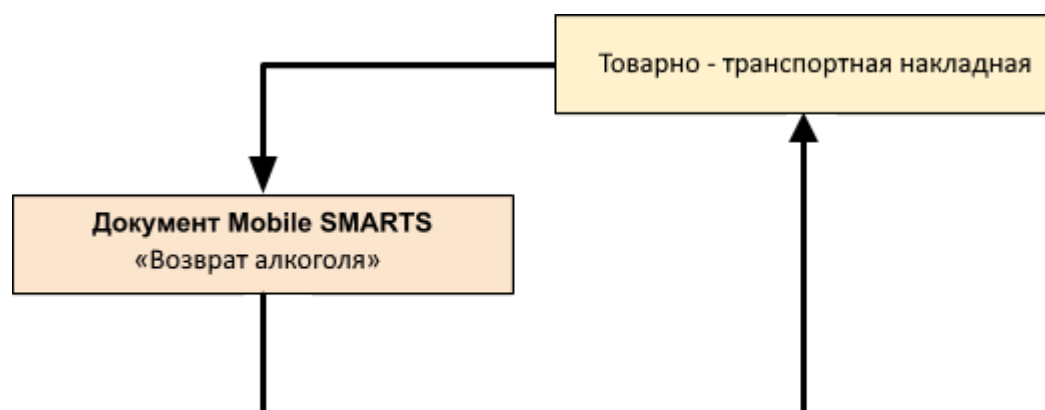 Товарно - транспортная накладная
Документ Mobile SMARTS
«Возврат алкоголя»